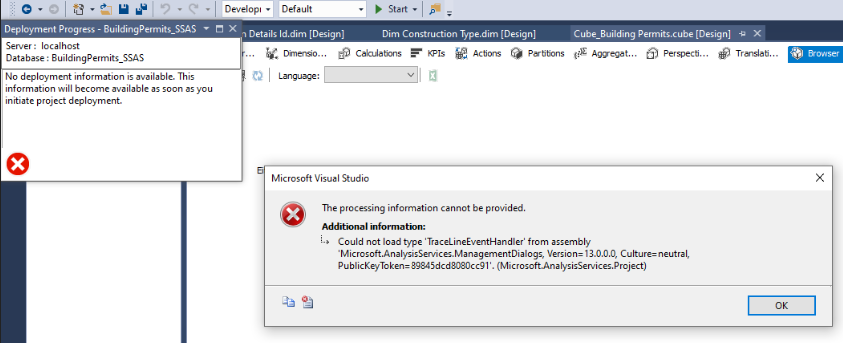 Developi
Default
Start
Deployment Progress - BuildingPermits_SSAS
n Details Id.dim [Design]
Dim Construction Type.dim [Design]
Cube_Building Permits.cube [Design]
Server : localhost
Database : BuildingPermits_SSAS
Dimensio...
Calculations
KPIs
Actions
Partitions
Aggregat...
Perspecti...
Translati...
Browser
Language:
No deployment information is available. This
information will become available as soon as you
initiate project deployment.
Microsoft Visual Studio
The processing information cannot be provided.
Additional information:
Could not load type 'TraceLineEventHandler' from assembly
'Microsoft.AnalysisServices.ManagementDialogs, Version=13.0.0.0, Culture=neutral,
PublicKeyToken=89845dcd8080cc91'. (Microsoft.AnalysisServices.Project)
OK